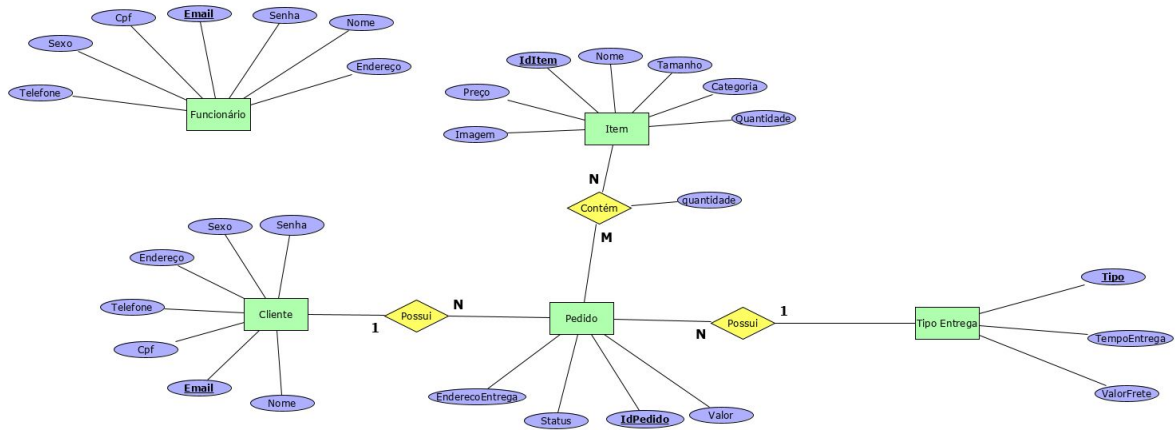 Email
Cpf
Senha
Nome
Sexo
Endereço
Telefone
Funcionário
IdItem
Nome
Tamanho
Categoria
Preço
Quantidade
Imagem
Item
N
Contém
quantidade
M
Sexo
Senha
Endereço
Telefone
Cliente
Cpf
Email
Nome
1
Possui
N
Pedido
EnderecoEntrega
Status
IdPedido
Valor
N
Possui
1
Tipo Entrega
Tipo
TempoEntrega
ValorFrete